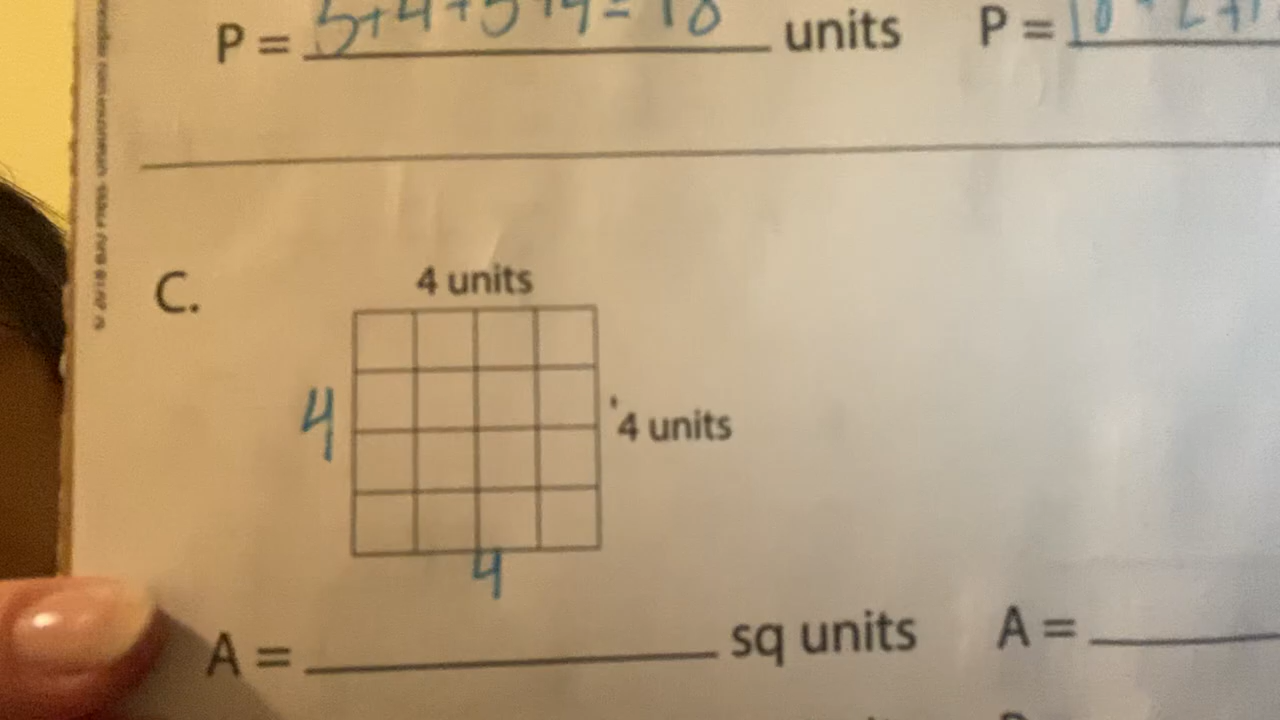 P = 5+4+5+4=18 units P =
C.
4 units
4
4 units
4
A = sq units A =